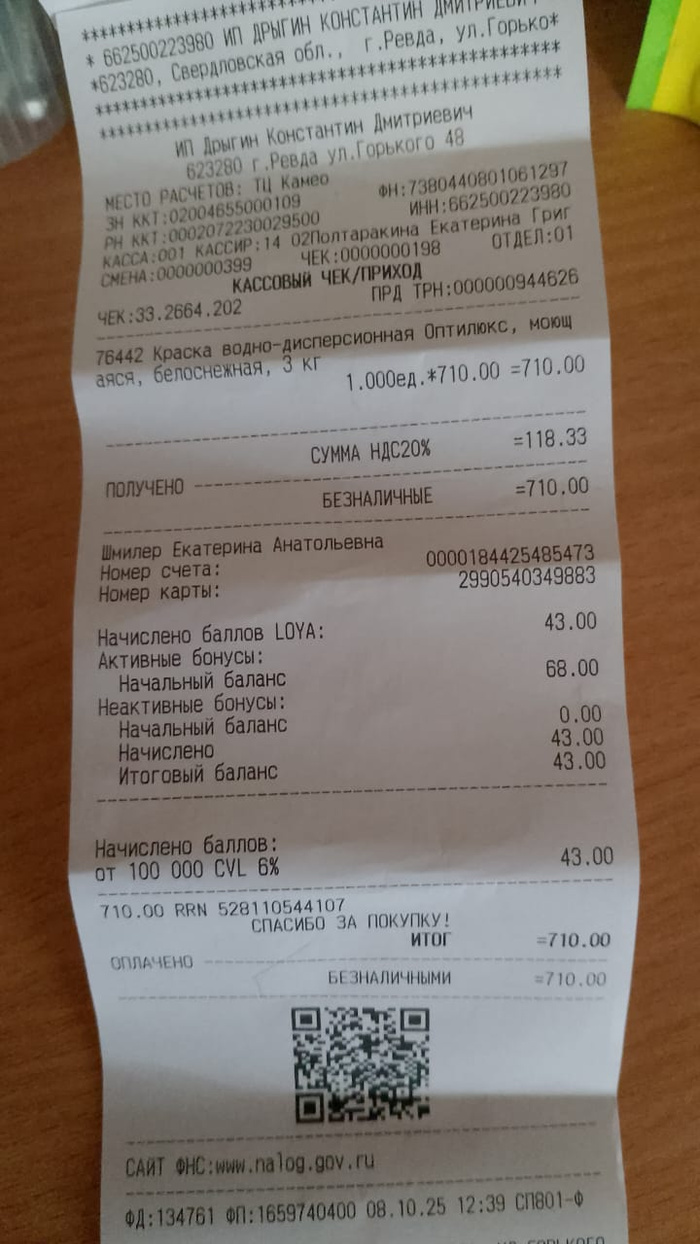 ************************************
* 662500223980 ИП ДРЫГИН КОНСТАНТИН ДМИТРИЕВИЧ
*623280, Свердловская обл., г.Ревда, ул.Горько*
************************************
************************************
ИП Дрыгин Константин Дмитриевич
623280 г.Ревда ул.Горького 48
МЕСТО РАСЧЕТОВ: ТЦ Камео
ЗН ККТ:02004655000109 ФН:7380440801061297
РН ККТ:0002072230029500 ИНН:662500223980
КАССА:001 КАССИР:14 02Полтаракина Екатерина Григ
СМЕНА:0000000399 ЧЕК:0000000198 ОТДЕЛ:01
КАССОВЫЙ ЧЕК/ПРИХОД
ЧЕК:33.2664.202 ПРД ТРН:000000944626
76442 Краска водно-дисперсионная Оптилюкс, моющ
аяся, белоснежная, 3 кг
1.000ед.*710.00 =710.00
СУММА НДС20% =118.33
ПОЛУЧЕНО
БЕЗНАЛИЧНЫЕ =710.00
Шмилер Екатерина Анатольевна
Номер счета: 0000184425485473
Номер карты: 2990540349883
Начислено баллов LOYA: 43.00
Активные бонусы:
Начальный баланс 68.00
Неактивные бонусы:
Начальный баланс 0.00
Начислено 43.00
Итоговый баланс 43.00
Начислено баллов:
от 100 000 CVL 6% 43.00
710.00 RRN 528110544107
СПАСИБО ЗА ПОКУПКУ!
ИТОГ =710.00
ОПЛАЧЕНО
БЕЗНАЛИЧНЫМИ =710.00
САЙТ ФНС:www.nalog.gov.ru
ФД:134761 ФП:1659740400 08.10.25 12:39 СП801-Ф